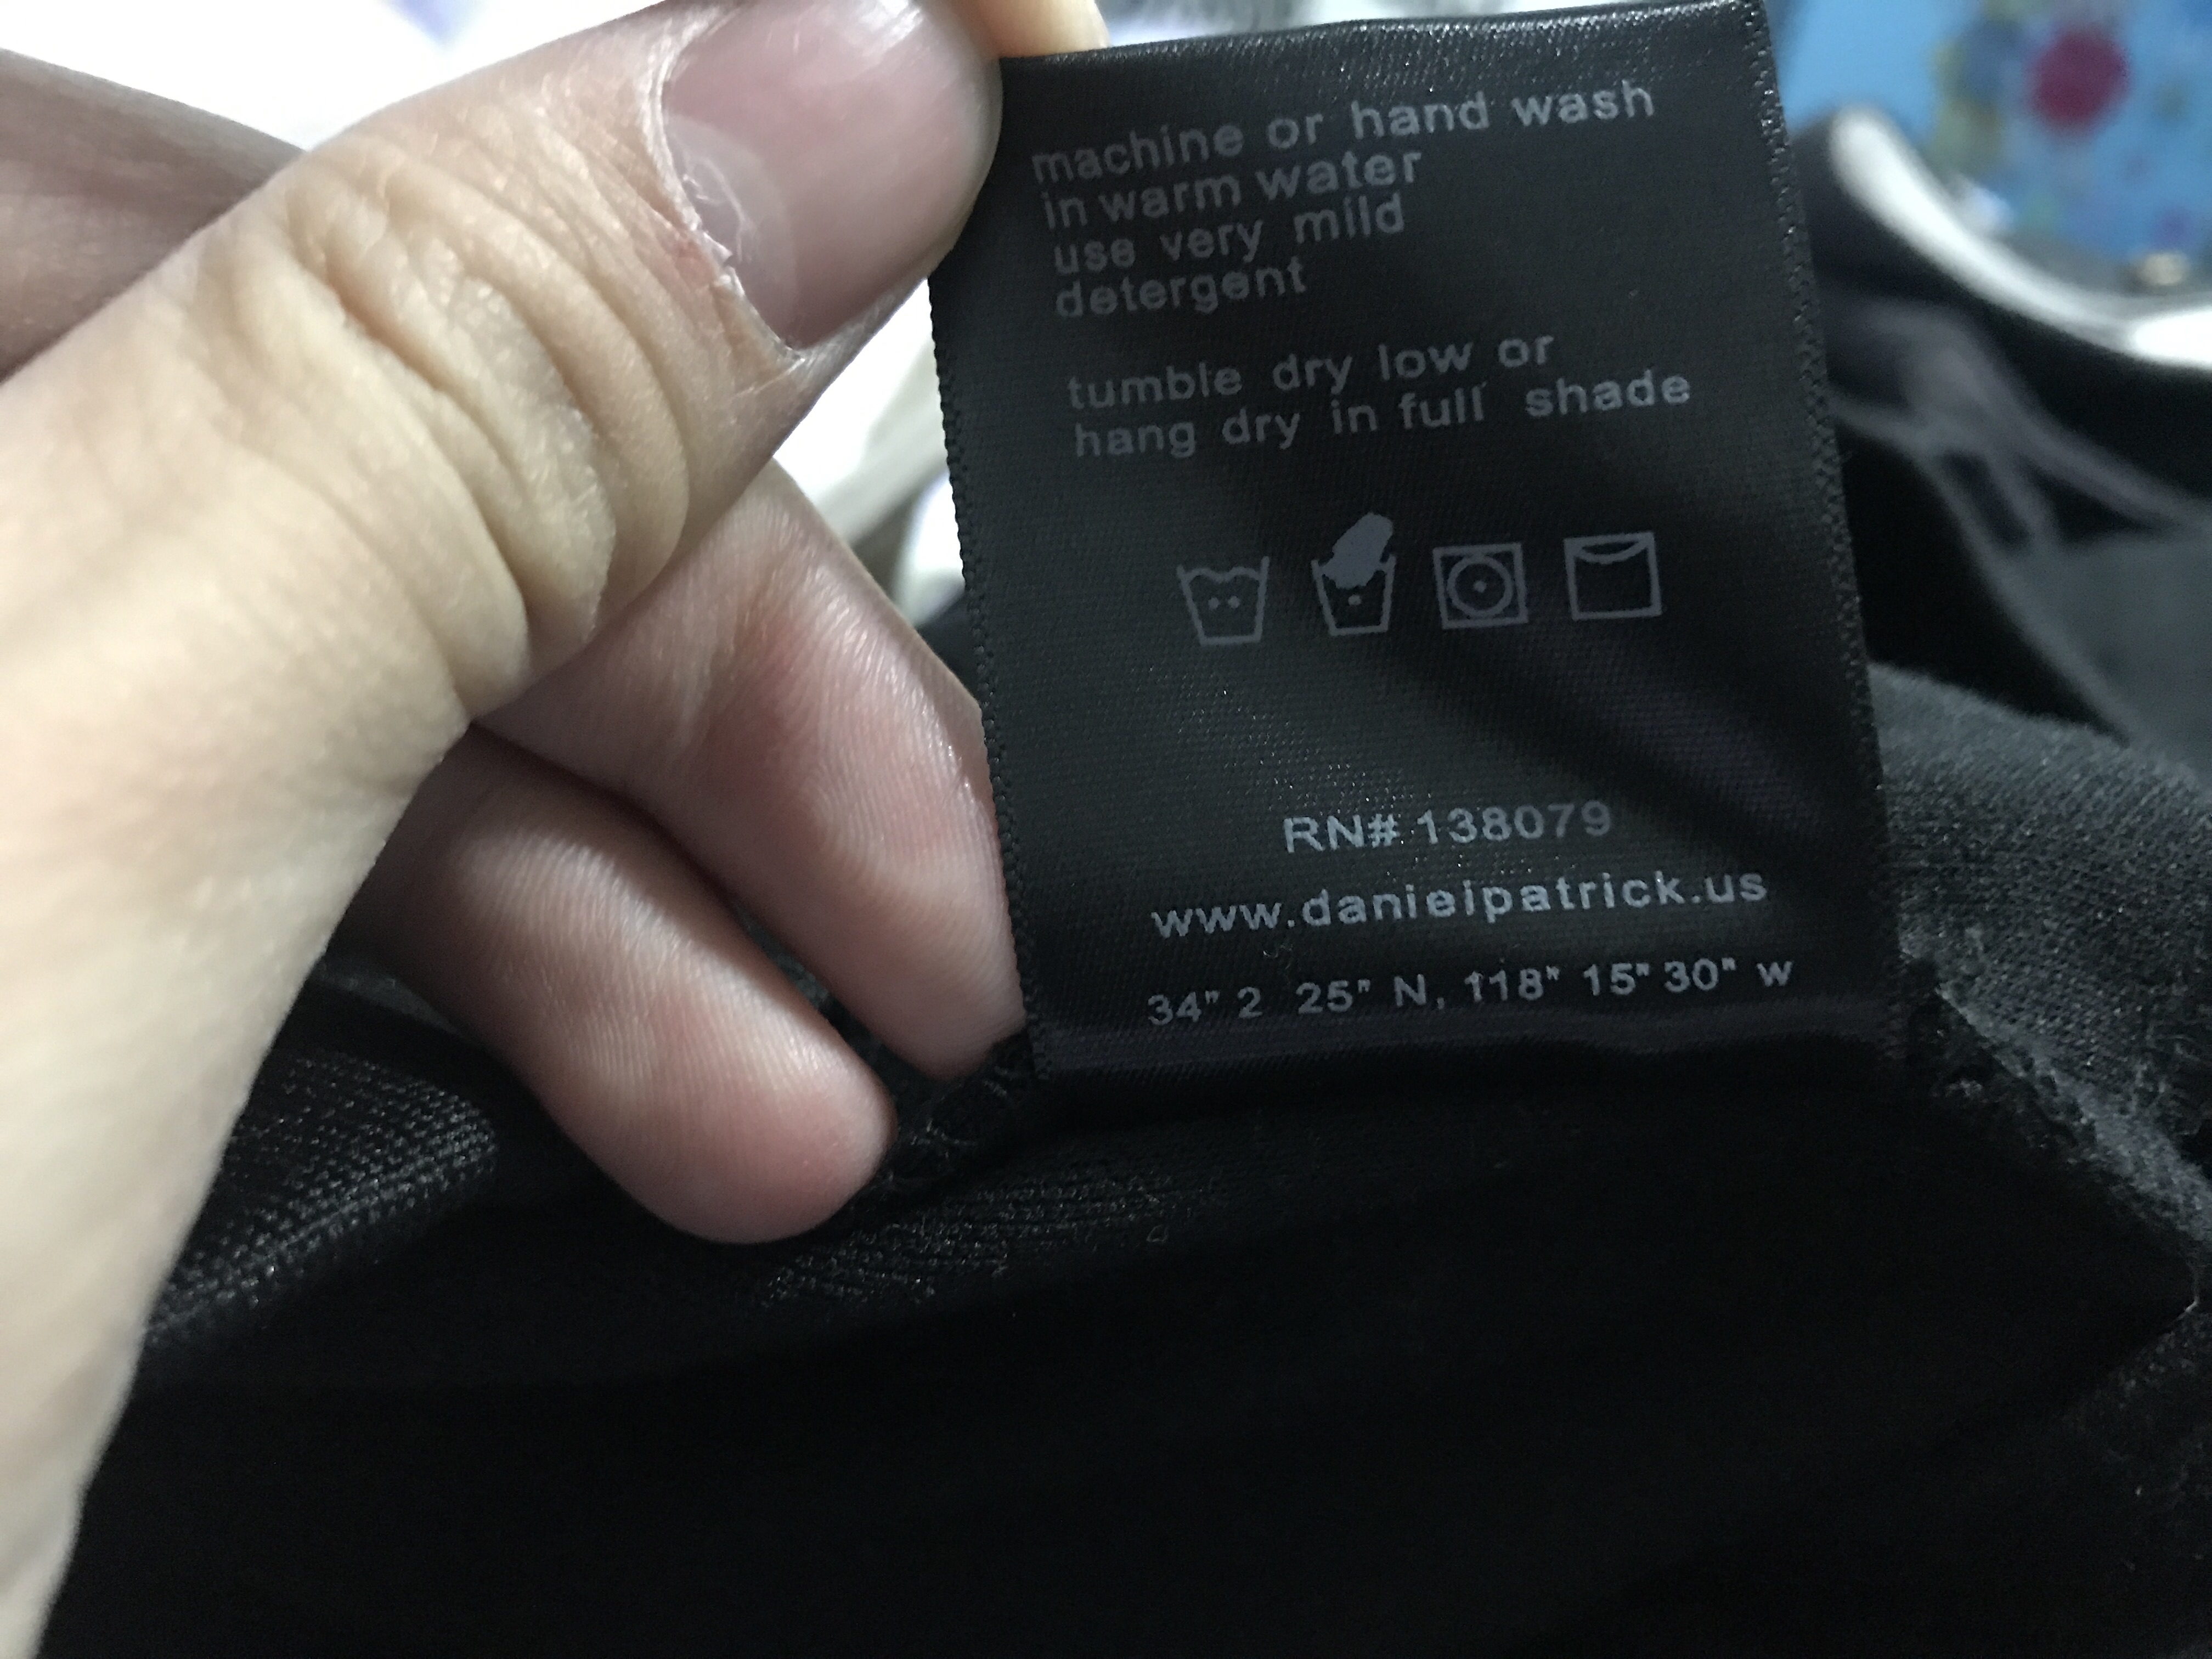 machine or hand wash
in warm water
use very mild
detergent
tumble dry low or
hang dry in full shade
RN# 138079
www.danielpatrick.us
34" 2 25" N, 118" 15" 30" w